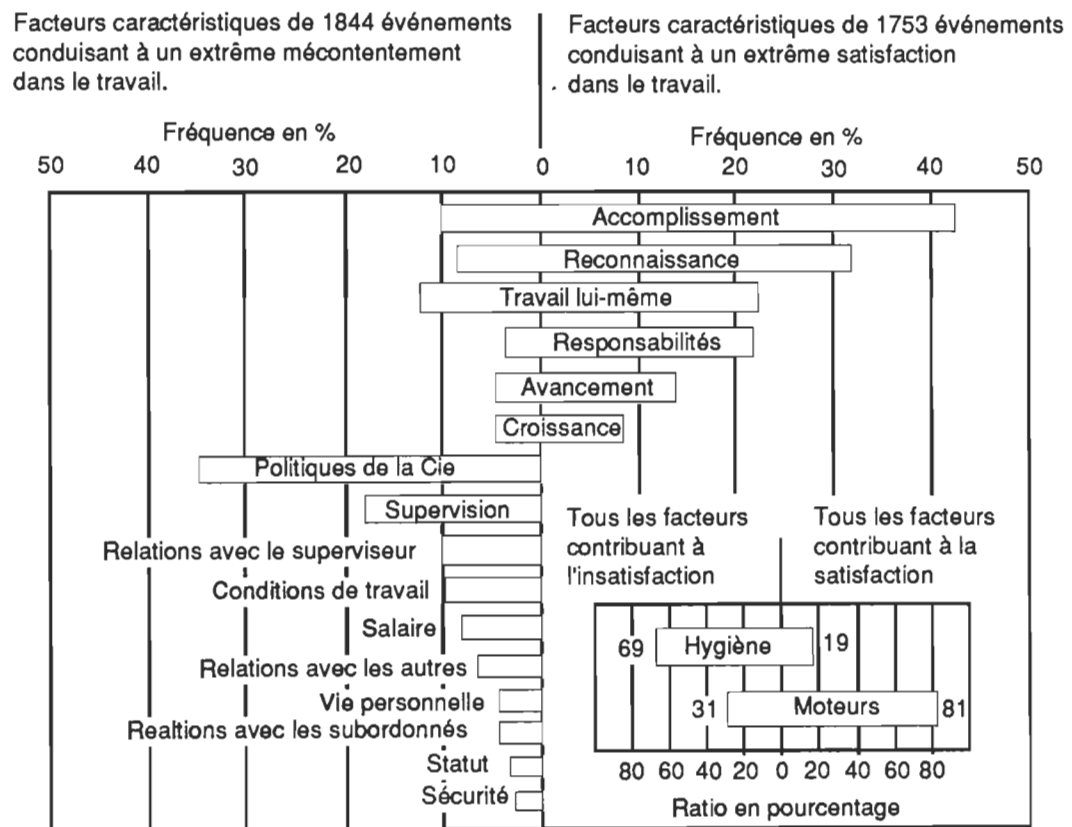 Facteurs caractéristiques de 1844 événements
conduisant à un extrême mécontentement
dans le travail.
Facteurs caractéristiques de 1753 événements
conduisant à un extrême satisfaction
dans le travail.
Fréquence en %
Fréquence en %
50 40 30 20 10 0 10 20 30 40 50
Accomplissement
Reconnaissance
Travail lui-même
Responsabilités
Avancement
Croissance
Politiques de la Cie
Supervision
Relations avec le superviseur
Conditions de travail
Salaire
Relations avec les autres
Vie personnelle
Realtions avec les subordonnés
Statut
Sécurité
Tous les facteurs
contribuant à
l'insatisfaction
Tous les facteurs
contribuant à la
satisfaction
69 Hygiène 19
31 Moteurs 81
80 60 40 20 0 20 40 60 80
Ratio en pourcentage